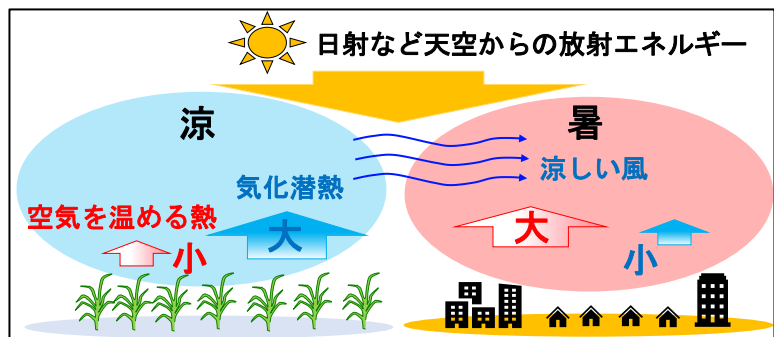 日射など天空からの放射エネルギー
涼
暑
気化潜熱
涼しい風
空気を温める熱
大
小
大
小